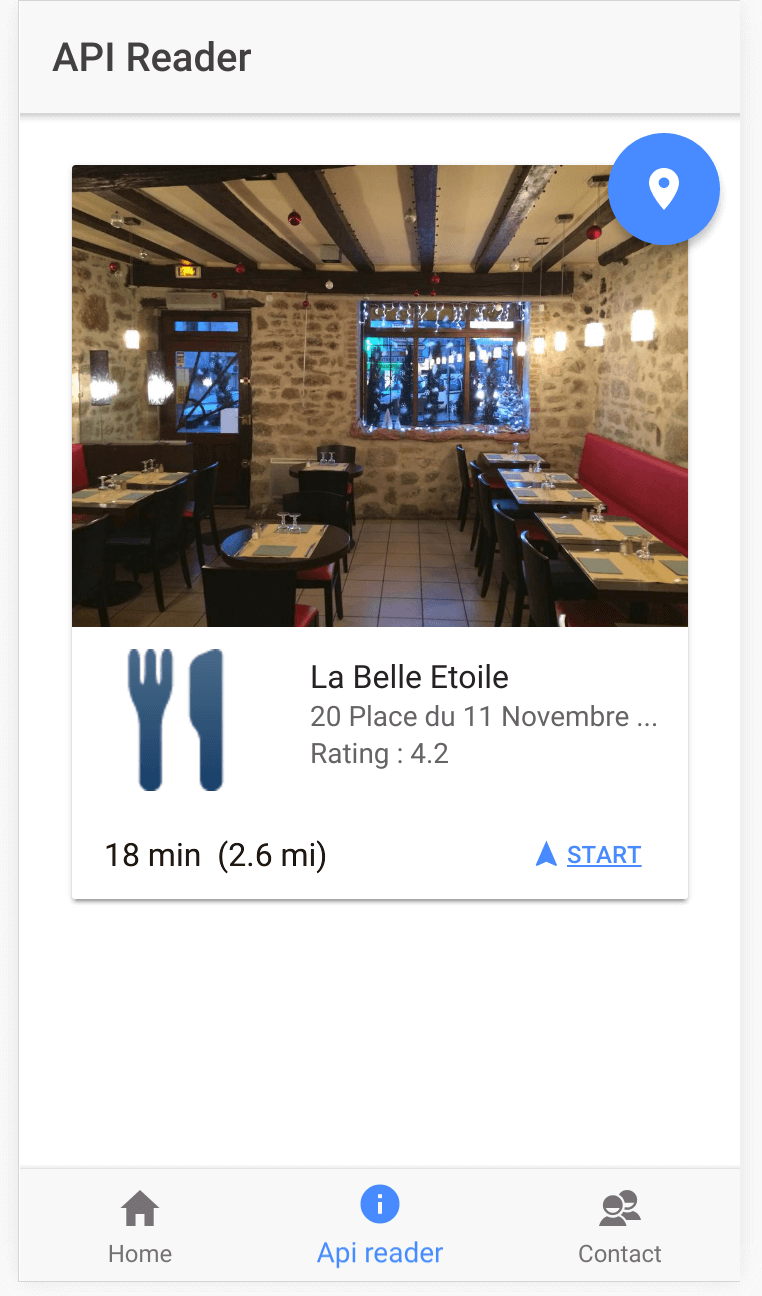 API Reader
La Belle Etoile
20 Place du 11 Novembre ...
Rating : 4.2
18 min (2.6 mi)
START
Home
Api reader
Contact